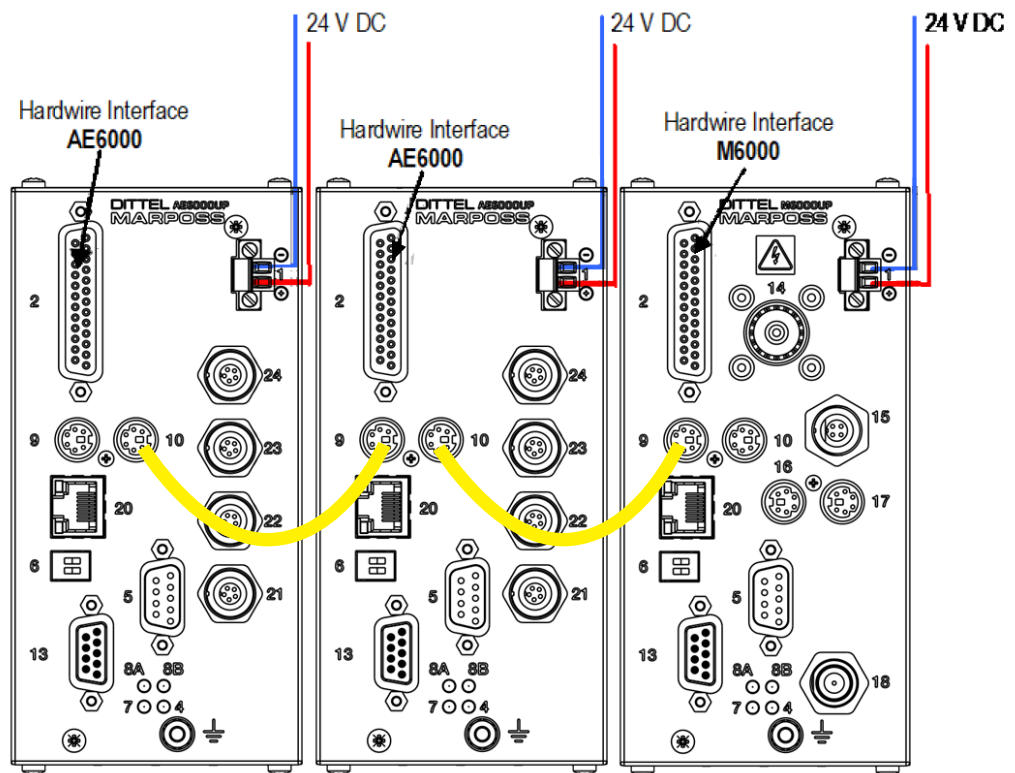 24 V DC
24 V DC
24 V DC
Hardwire Interface
AE6000
Hardwire Interface
AE6000
Hardwire Interface
M6000
DITTEL AE6000UP
MARPOSS
2
1
24
9
10
23
20
22
6
5
21
13
8A 8B
7 4
DITTEL AE6000UP
MARPOSS
2
1
24
9
10
23
20
22
6
5
21
13
8A 8B
7 4
DITTEL M6000UP
MARPOSS
2
14
1
15
9
10
16
17
20
6
5
13
8A 8B
7 4
18